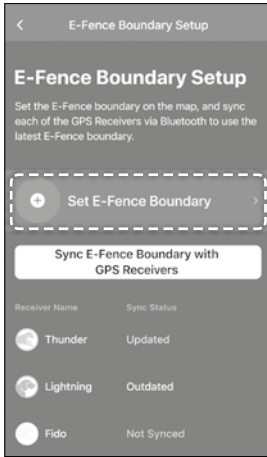 E-Fence Boundary Setup
E-Fence Boundary Setup
Set the E-Fence boundary on the map, and sync
each of the GPS Receivers via Bluetooth to use the
latest E-Fence boundary.
Set E-Fence Boundary
Sync E-Fence Boundary with
GPS Receivers
Receiver Name Sync Status
Thunder Updated
Lightning Outdated
Fido Not Synced